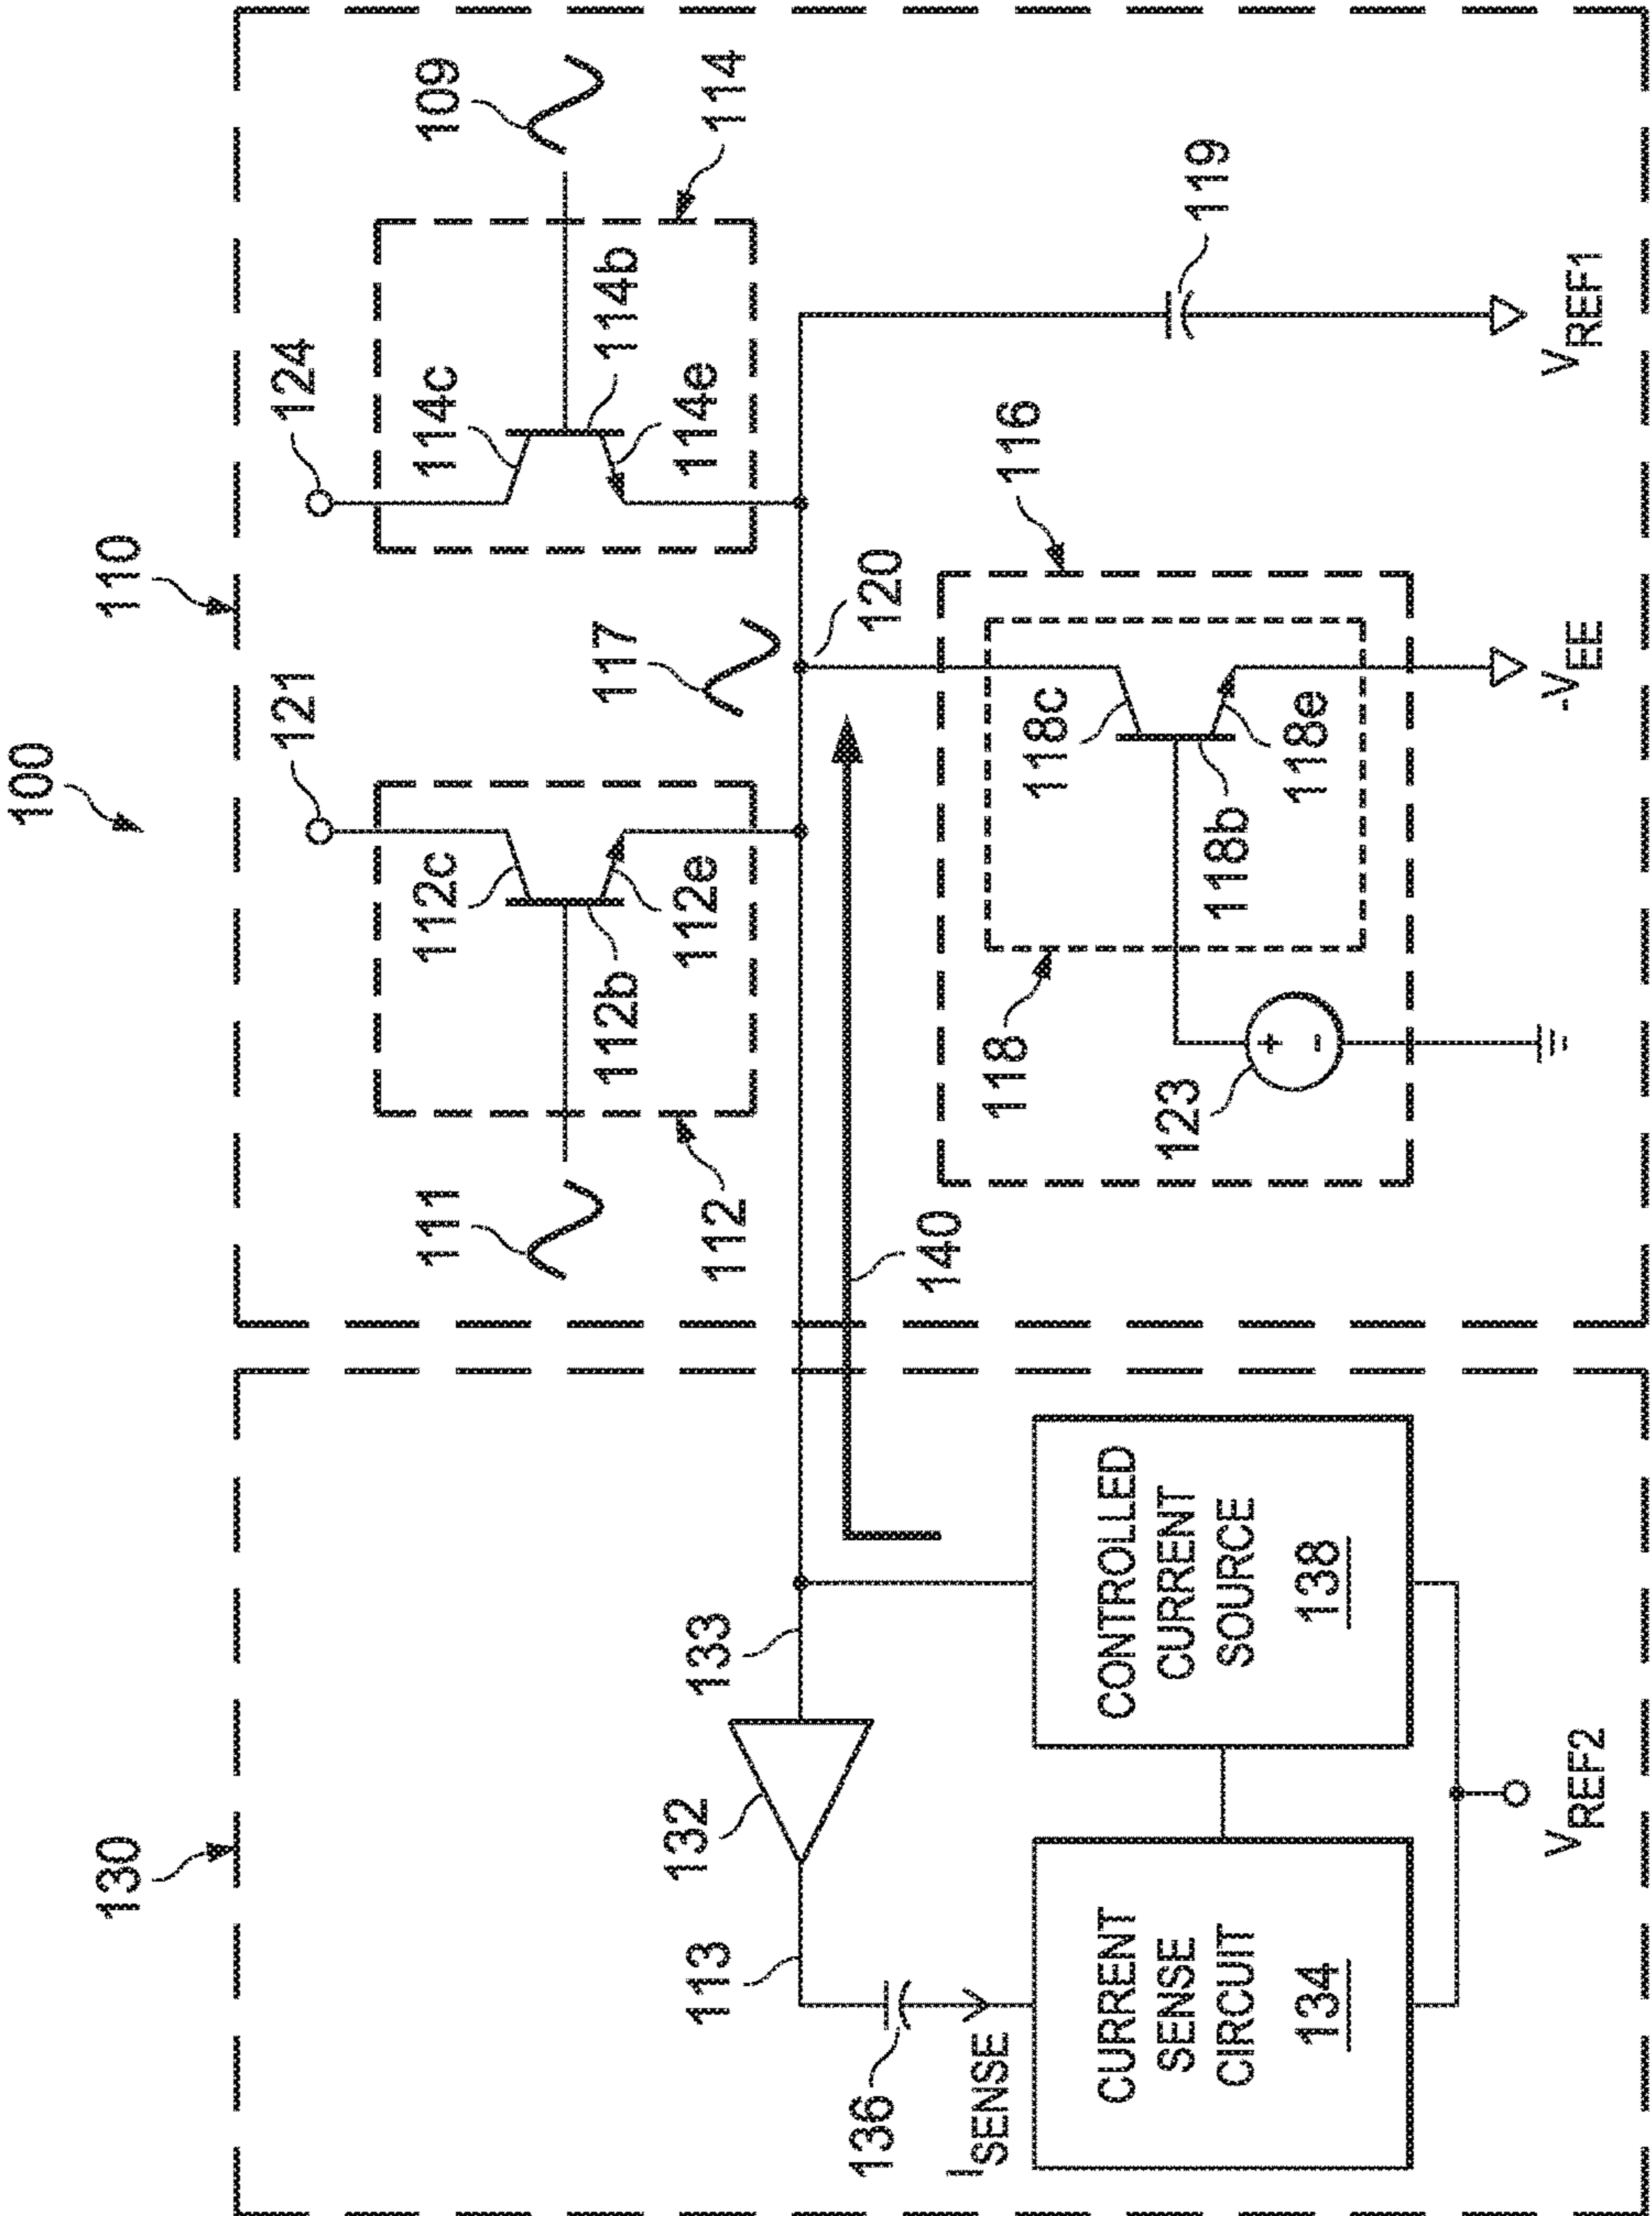 100
130
110
121
124
111
112c
112b
112e
112
114c
114b
114e
109
114
117
120
133
132
113
136
I SENSE
140
CURRENT
SENSE
CIRCUIT
134
CONTROLLED
CURRENT
SOURCE
138
VREF2
116
118
118c
118b
118e
123
+
-
119
-VEE
VREF1